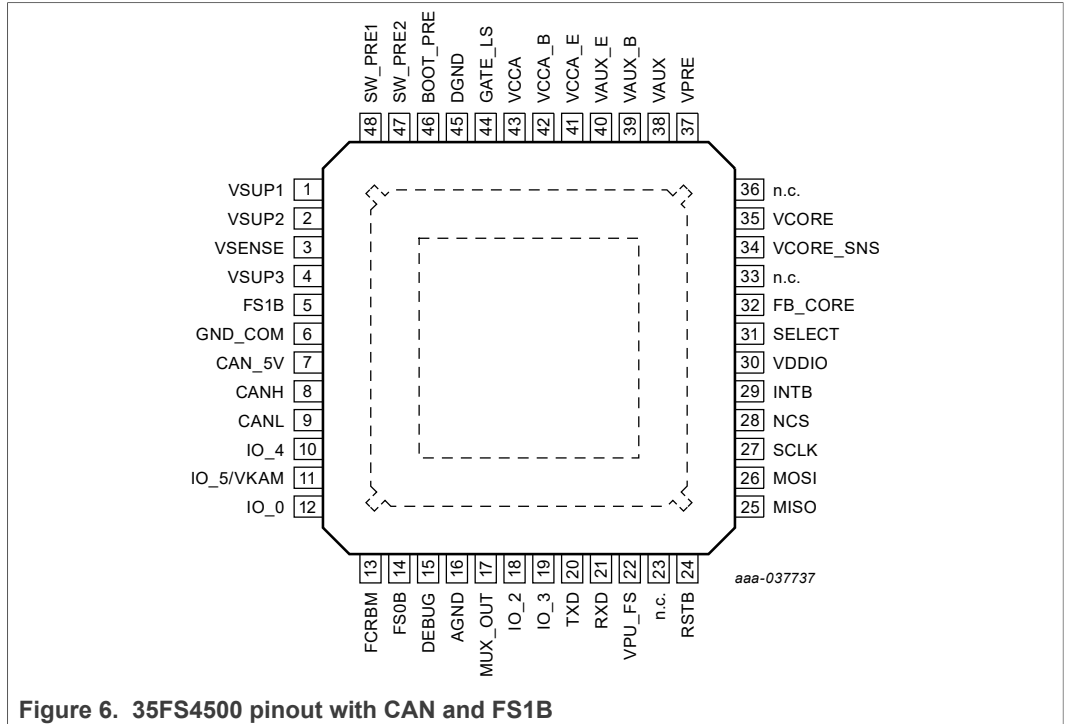 SW_PRE1
SW_PRE2
BOOT_PRE
DGND
GATE_LS
VCCA
VCCA_B
VCCA_E
VAUX_E
VAUX_B
VAUX
VPRE
48 47 46 45 44 43 42 41 40 39 38 37
VSUP1 1
VSUP2 2
VSENSE 3
VSUP3 4
FS1B 5
GND_COM 6
CAN_5V 7
CANH 8
CANL 9
IO_4 10
IO_5/VKAM 11
IO_0 12
36 n.c.
35 VCORE
34 VCORE_SNS
33 n.c.
32 FB_CORE
31 SELECT
30 VDDIO
29 INTB
28 NCS
27 SCLK
26 MOSI
25 MISO
13 14 15 16 17 18 19 20 21 22 23 24
FCRBM
FS0B
DEBUG
AGND
MUX_OUT
IO_2
IO_3
TXD
RXD
VPU_FS
n.c.
RSTB
aaa-037737
Figure 6. 35FS4500 pinout with CAN and FS1B